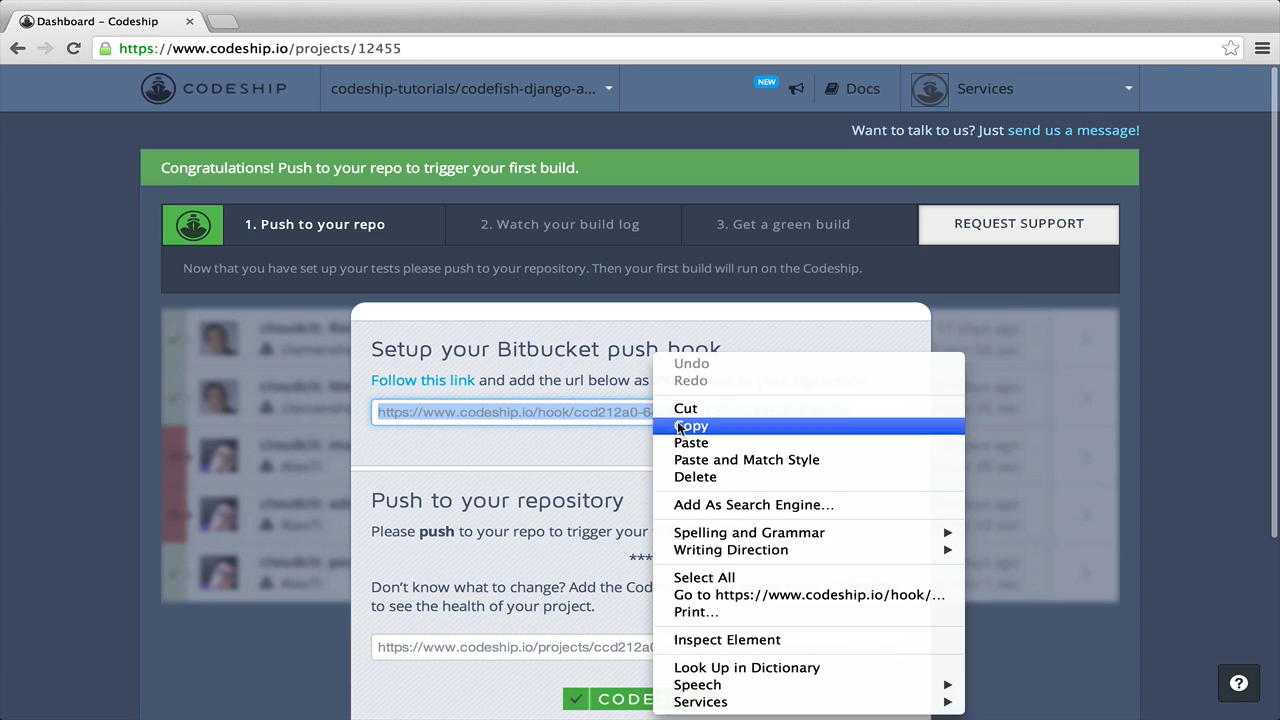 Dashboard – Codeship
https://www.codeship.io/projects/12455
CODESHIP
codeship-tutorials/codefish-django-a...
NEW
Docs
Services
Want to talk to us? Just send us a message!
Congratulations! Push to your repo to trigger your first build.
1. Push to your repo
2. Watch your build log
3. Get a green build
REQUEST SUPPORT
Now that you have set up your tests please push to your repository. Then your first build will run on the Codeship.
Setup your Bitbucket push hook
Follow this link and add the url below as
https://www.codeship.io/hook/ccd212a0-6
Push to your repository
Please push to your repo to trigger your
***
Don't know what to change? Add the Cod
to see the health of your project.
https://www.codeship.io/projects/ccd212a0
CODE
Undo
Redo
Cut
Copy
Paste
Paste and Match Style
Delete
Add As Search Engine...
Spelling and Grammar
Writing Direction
Select All
Go to https://www.codeship.io/hook/...
Print...
Inspect Element
Look Up in Dictionary
Speech
Services
?